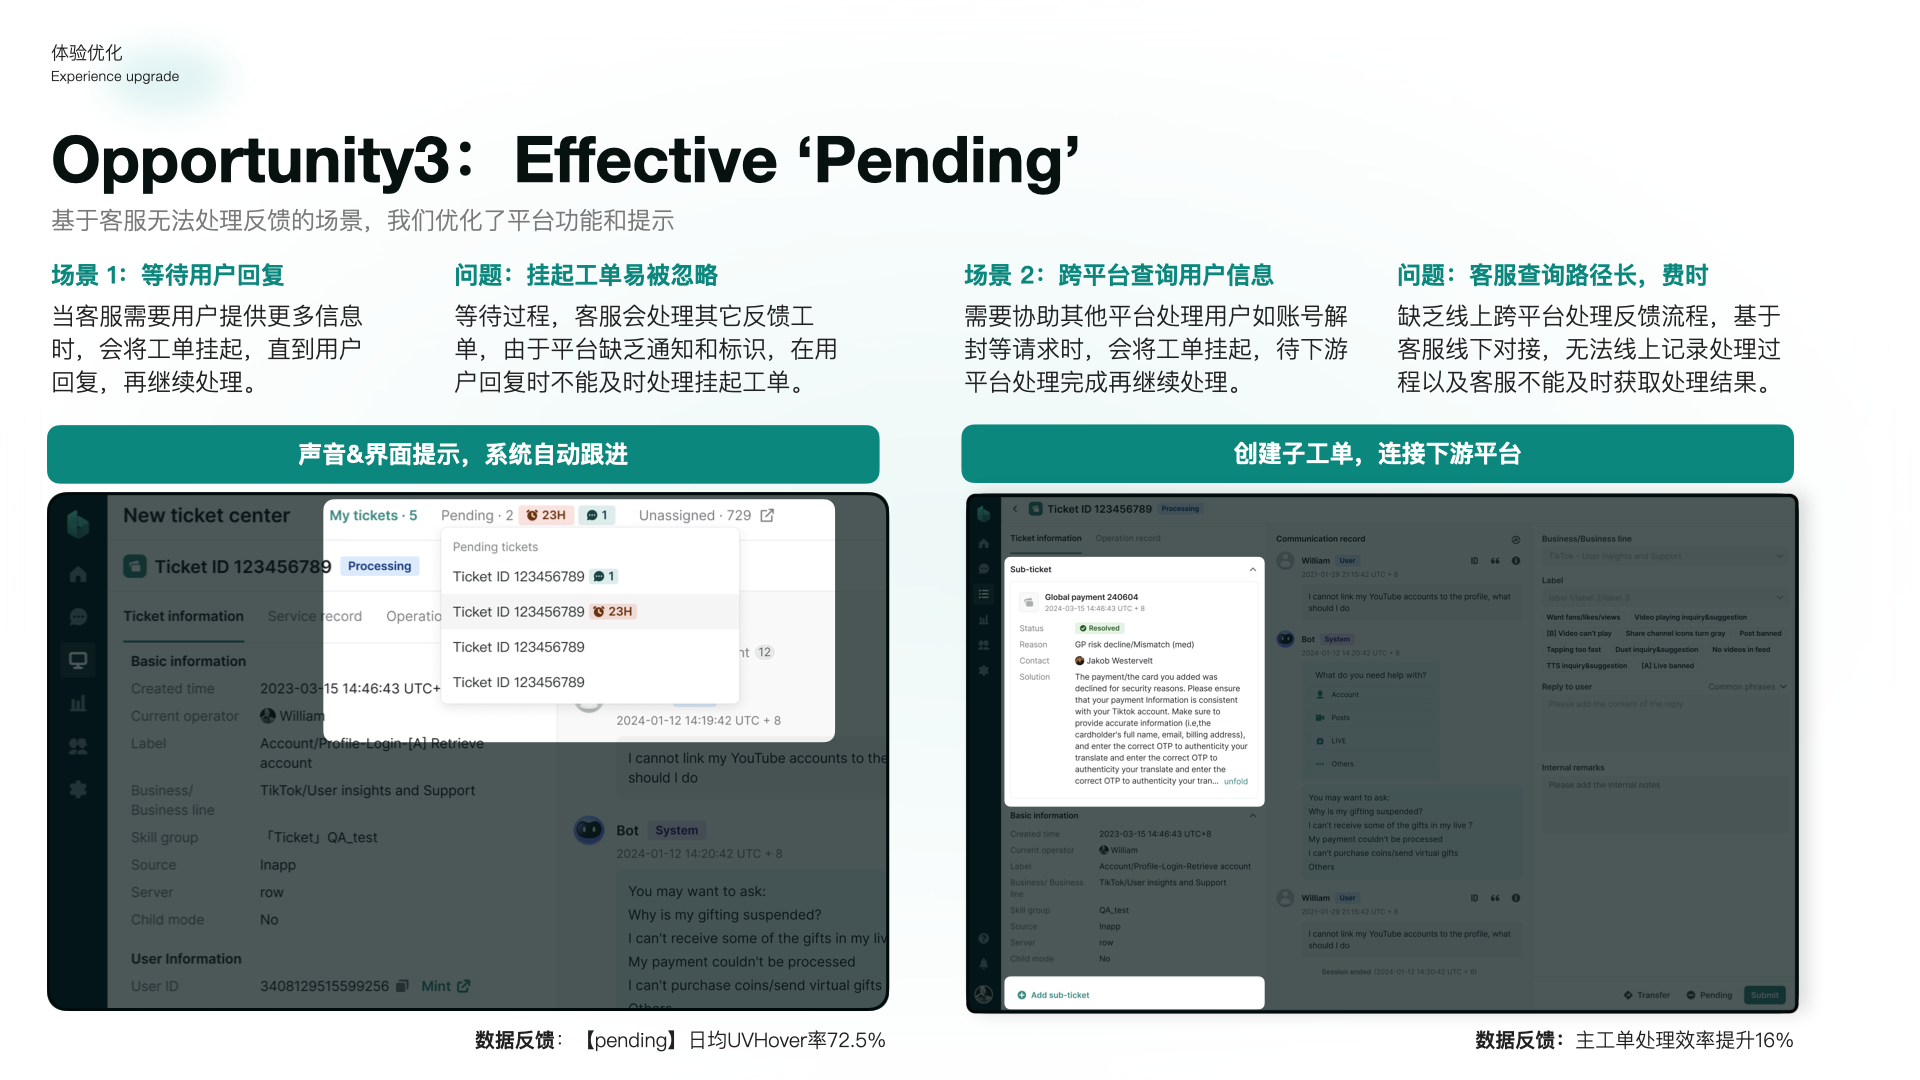 体验优化
Experience upgrade
Opportunity3：Effective ‘Pending’
基于客服无法处理反馈的场景，我们优化了平台功能和提示
场景 1：等待用户回复
当客服需要用户提供更多信息
时，会将工单挂起，直到用户
回复，再继续处理。
问题：挂起工单易被忽略
等待过程，客服会处理其它反馈工
单，由于平台缺乏通知和标识，在用
户回复时不能及时处理挂起工单。
场景 2：跨平台查询用户信息
需要协助其他平台处理用户如账号解
封等请求时，会将工单挂起，待下游
平台处理完成再继续处理。
问题：客服查询路径长，费时
缺乏线上跨平台处理反馈流程，基于
客服线下对接，无法线上记录处理过
程以及客服不能及时获取处理结果。
声音&界面提示，系统自动跟进
New ticket center
My tickets · 5
Pending · 2 23H 1
Unassigned · 729
Pending tickets
Ticket ID 123456789 1
Ticket ID 123456789 23H
Ticket ID 123456789
Ticket ID 123456789
Ticket ID 123456789 Processing
Ticket information Service record Operatio
nt 12
Basic information
Created time 2023-03-15 14:46:43 UTC+
Current operator William
Label Account/Profile-Login-[A] Retrieve
account
Business/
Business line
TikTok/User insights and Support
Skill group 「Ticket」QA_test
Source Inapp
Server row
Child mode No
User Information
User ID 3408129515599256 Mint
2024-01-12 14:19:42 UTC + 8
I cannot link my YouTube accounts to the
should I do
Bot System
2024-01-12 14:20:42 UTC + 8
You may want to ask:
Why is my gifting suspended?
I can't receive some of the gifts in my liv
My payment couldn't be processed
I can't purchase coins/send virtual gifts
Others
数据反馈：【pending】日均UVHover率72.5%
创建子工单，连接下游平台
Ticket ID 123456789 Processing
Ticket information Operation record
Sub-ticket
Global payment 240604
2024-03-15 14:46:43 UTC + 8
Status Resolved
Reason GP risk decline/Mismatch (med)
Contact Jakob Westervelt
Solution The payment/the card you added was
declined for security reasons. Please ensure
that your payment Information is consistent
with your Tiktok account. Make sure to
provide accurate information (i.e,the
cardholder's full name, email, billing address),
and enter the correct OTP to authenticity your
translate and enter the correct OTP to
authenticity your translate and enter the
correct OTP to authenticity your tran... unfold
Basic information
Created time 2023-03-15 14:46:43 UTC+8
Current operator William
Label Account/Profile-Login-Retrieve account
Business/ Business
line
TikTok/User insights and Support
Skill group QA_test
Source Inapp
Server row
Child mode No
Add sub-ticket
Communication record
William User ID
2021-01-29 21:15:42 UTC + 8
I cannot link my YouTube accounts to the profile, what
should I do
Bot System
2024-01-12 14:20:42 UTC + 8
What do you need help with?
Account
Posts
LIVE
Others
You may want to ask:
Why is my gifting suspended?
I can't receive some of the gifts in my live ?
My payment couldn't be processed
I can't purchase coins/send virtual gifts
Others
William User ID
2021-01-29 21:15:42 UTC + 8
I cannot link my YouTube accounts to the profile, what
should I do
Session ended (2024-01-12 14:20:42 UTC + 8)
Business/Business line
TikTok - User Insights and Support
Label
Want fans/likes/views Video playing inquiry&suggestion
[B] Video can't play Share channel icons turn gray Post banned
Tapping too fast Duet inquiry&suggestion No videos in feed
TTS inquiry&suggestion [A] Live banned
Reply to user Common phrases
Please add the content of the reply
Internal remarks
Please add the internal notes
Transfer Pending Submit
数据反馈：主工单处理效率提升16%